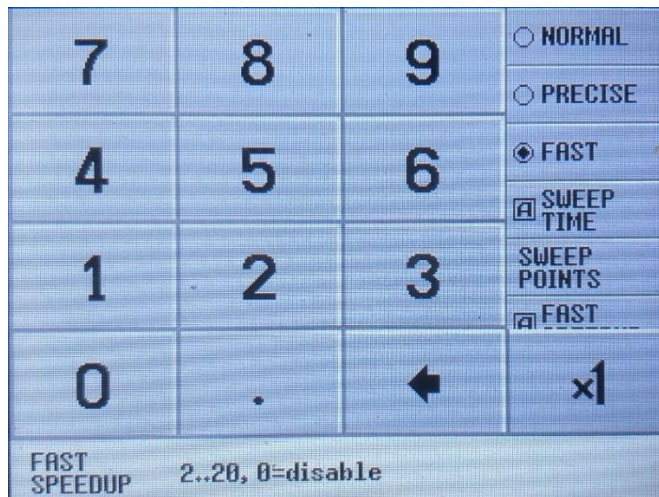 7 8 9
NORMAL
PRECISE
4 5 6
FAST
A SWEEP
TIME
1 2 3
SWEEP
POINTS
A FAST
0 . ×1
FAST
SPEEDUP 2..20, 0=disable